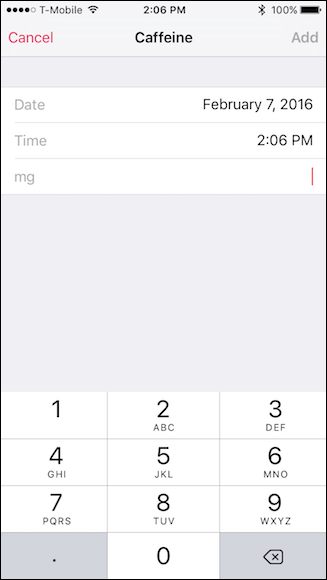 T-Mobile 2:06 PM 100%
Cancel Caffeine Add
Date February 7, 2016
Time 2:06 PM
mg
1 2 3
ABC DEF
4 5 6
GHI JKL MNO
7 8 9
PQRS TUV WXYZ
. 0